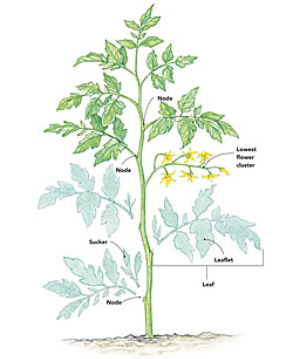 Node
Lowest
flower
cluster
Node
Sucker
Leaflet
Leaf
Node